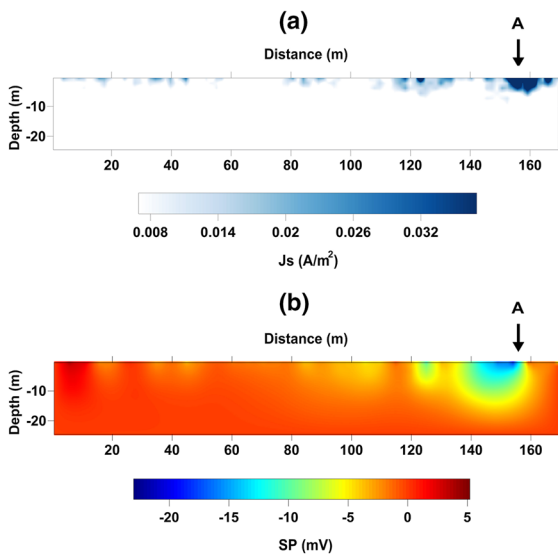 (a)
A
Distance (m)
Depth (m)
-10
-20
20 40 60 80 100 120 140 160
0.008 0.014 0.02 0.026 0.032
Js (A/m²)
(b)
A
Distance (m)
Depth (m)
-10
-20
20 40 60 80 100 120 140 160
-20 -15 -10 -5 0 5
SP (mV)